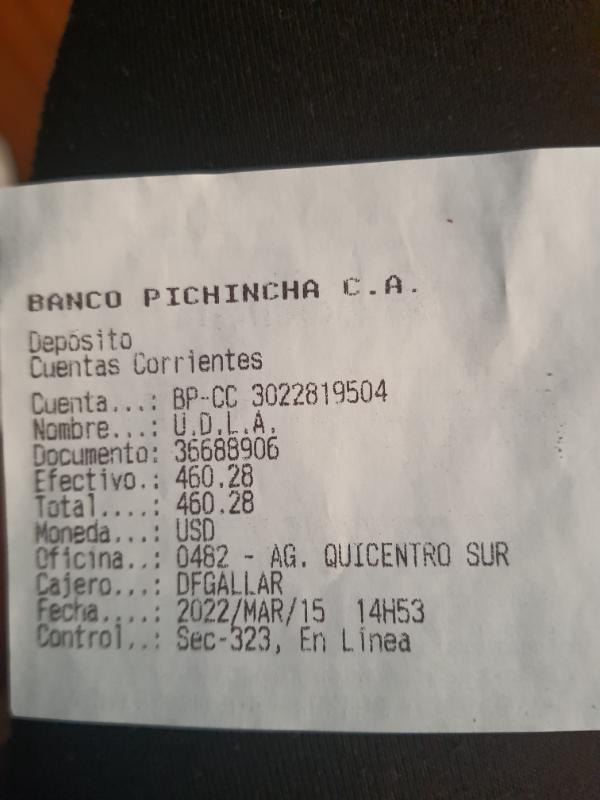 BANCO PICHINCHA C.A.
Depósito
Cuentas Corrientes
Cuenta...: BP-CC 3022819504
Nombre...: U.D.L.A.
Documento: 36688906
Efectivo.: 460.28
Total....: 460.28
Moneda...: USD
Oficina..: 0482 - AG. QUICENTRO SUR
Cajero...: DFGALLAR
Fecha....: 2022/MAR/15  14H53
Control..: Sec-323, En Linea